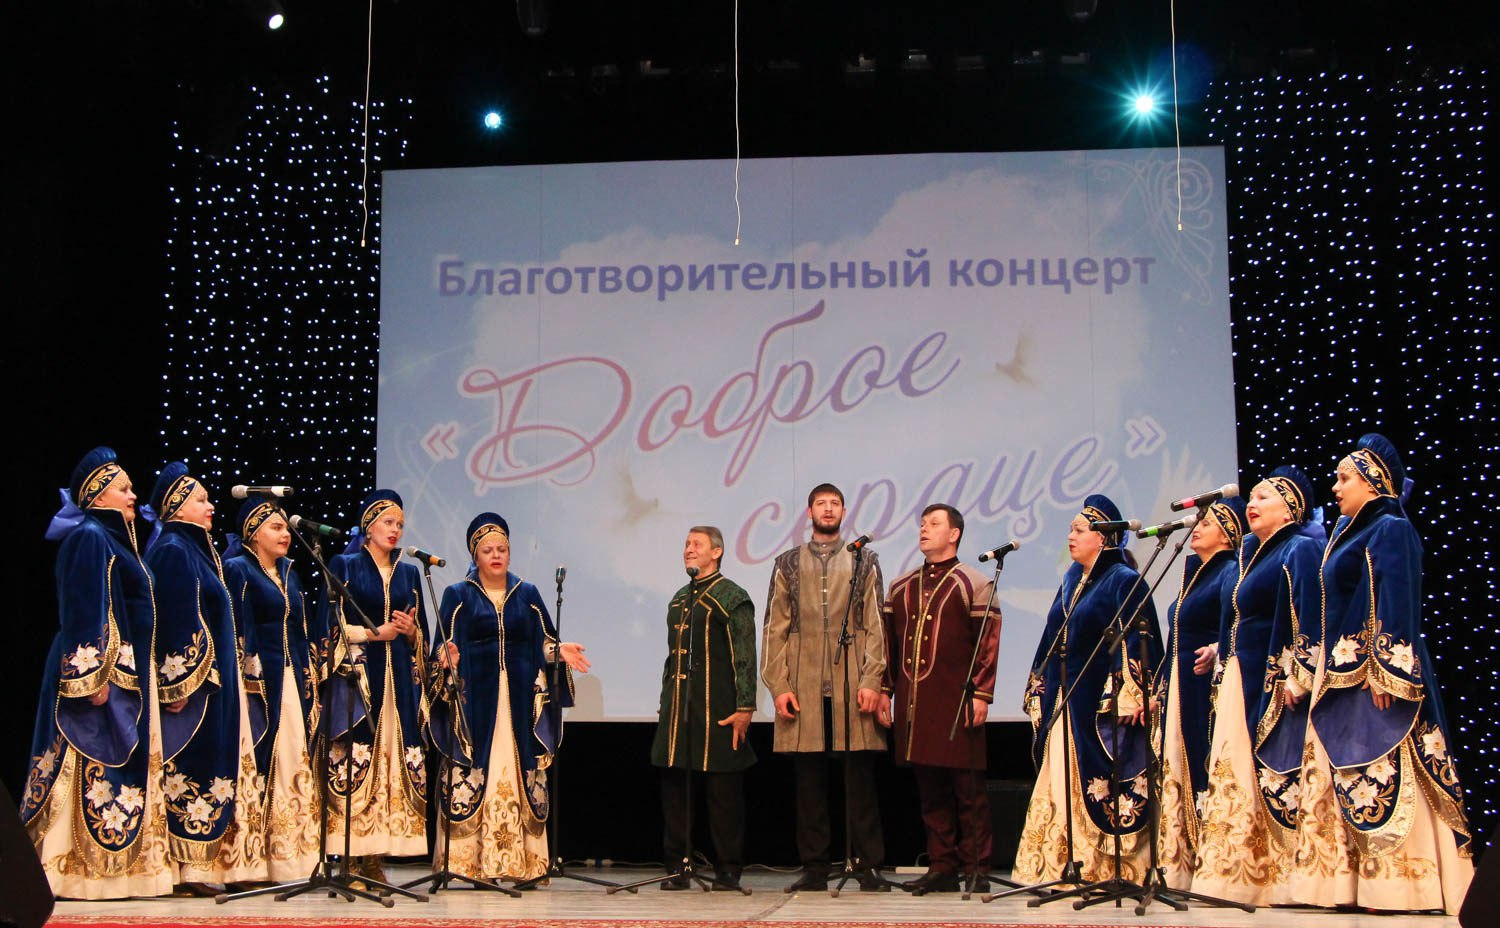 Благотворительный концерт
«Доброе
сердце»